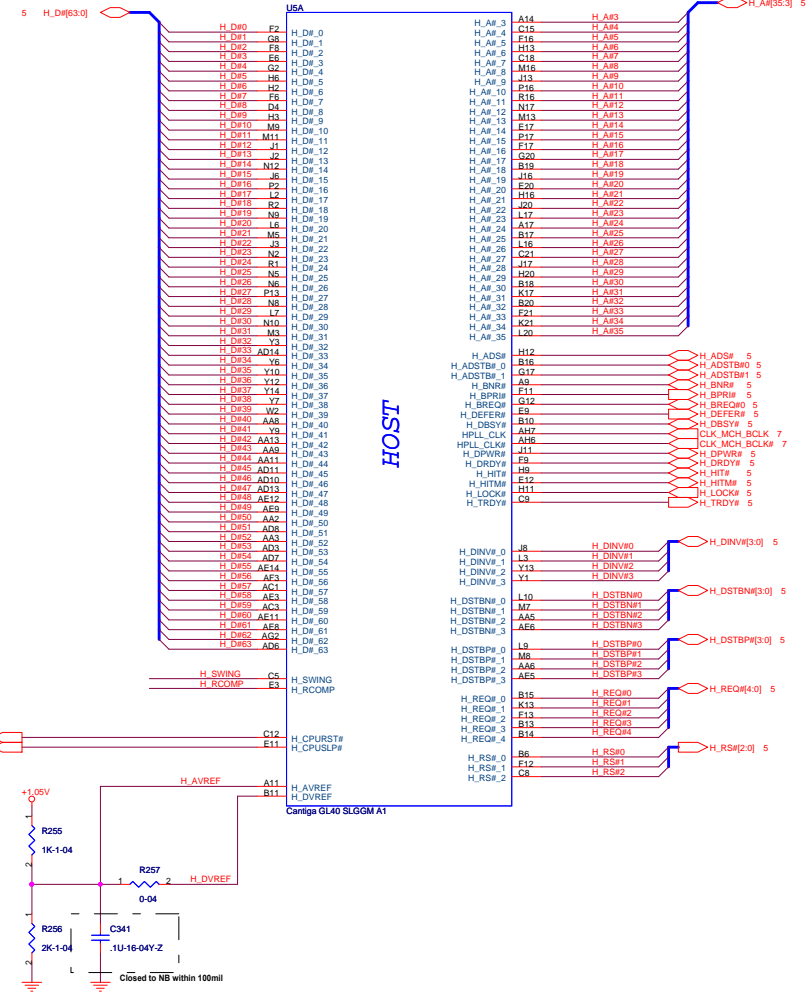 5 H_D#[63:0]
U5A
H_A#[35:3] 5
H_D#0 F2 H_D#_0
H_D#1 G8 H_D#_1
H_D#2 F8 H_D#_2
H_D#3 E6 H_D#_3
H_D#4 G2 H_D#_4
H_D#5 H6 H_D#_5
H_D#6 H2 H_D#_6
H_D#7 F6 H_D#_7
H_D#8 D4 H_D#_8
H_D#9 H3 H_D#_9
H_D#10 M9 H_D#_10
H_D#11 M11 H_D#_11
H_D#12 J1 H_D#_12
H_D#13 J2 H_D#_13
H_D#14 N12 H_D#_14
H_D#15 J6 H_D#_15
H_D#16 P2 H_D#_16
H_D#17 L2 H_D#_17
H_D#18 R2 H_D#_18
H_D#19 N9 H_D#_19
H_D#20 L6 H_D#_20
H_D#21 M5 H_D#_21
H_D#22 J3 H_D#_22
H_D#23 N2 H_D#_23
H_D#24 R1 H_D#_24
H_D#25 N5 H_D#_25
H_D#26 N6 H_D#_26
H_D#27 P13 H_D#_27
H_D#28 N8 H_D#_28
H_D#29 L7 H_D#_29
H_D#30 N10 H_D#_30
H_D#31 M3 H_D#_31
H_D#32 Y3 H_D#_32
H_D#33 AD14 H_D#_33
H_D#34 Y6 H_D#_34
H_D#35 Y10 H_D#_35
H_D#36 Y12 H_D#_36
H_D#37 Y14 H_D#_37
H_D#38 Y7 H_D#_38
H_D#39 W2 H_D#_39
H_D#40 AA8 H_D#_40
H_D#41 Y9 H_D#_41
H_D#42 AA13 H_D#_42
H_D#43 AA9 H_D#_43
H_D#44 AA11 H_D#_44
H_D#45 AD11 H_D#_45
H_D#46 AD10 H_D#_46
H_D#47 AD13 H_D#_47
H_D#48 AE12 H_D#_48
H_D#49 AE9 H_D#_49
H_D#50 AA2 H_D#_50
H_D#51 AD8 H_D#_51
H_D#52 AA3 H_D#_52
H_D#53 AD3 H_D#_53
H_D#54 AD7 H_D#_54
H_D#55 AE14 H_D#_55
H_D#56 AF3 H_D#_56
H_D#57 AC1 H_D#_57
H_D#58 AE3 H_D#_58
H_D#59 AC3 H_D#_59
H_D#60 AE11 H_D#_60
H_D#61 AE8 H_D#_61
H_D#62 AG2 H_D#_62
H_D#63 AD6 H_D#_63
H_SWING C5 H_SWING
H_RCOMP E3 H_RCOMP
C12 H_CPURST#
E11 H_CPUSLP#
H_AVREF A11 H_AVREF
B11 H_DVREF
HOST
H_A#_3 A14 H_A#3
H_A#_4 C15 H_A#4
H_A#_5 F16 H_A#5
H_A#_6 H13 H_A#6
H_A#_7 C18 H_A#7
H_A#_8 M16 H_A#8
H_A#_9 J13 H_A#9
H_A#_10 P16 H_A#10
H_A#_11 R16 H_A#11
H_A#_12 N17 H_A#12
H_A#_13 M13 H_A#13
H_A#_14 E17 H_A#14
H_A#_15 P17 H_A#15
H_A#_16 F17 H_A#16
H_A#_17 G20 H_A#17
H_A#_18 B19 H_A#18
H_A#_19 J16 H_A#19
H_A#_20 E20 H_A#20
H_A#_21 H16 H_A#21
H_A#_22 J20 H_A#22
H_A#_23 L17 H_A#23
H_A#_24 A17 H_A#24
H_A#_25 B17 H_A#25
H_A#_26 L16 H_A#26
H_A#_27 C21 H_A#27
H_A#_28 J17 H_A#28
H_A#_29 H20 H_A#29
H_A#_30 B18 H_A#30
H_A#_31 K17 H_A#31
H_A#_32 B20 H_A#32
H_A#_33 F21 H_A#33
H_A#_34 K21 H_A#34
H_A#_35 L20 H_A#35
H_ADS# H12 H_ADS# 5
H_ADSTB#_0 B16 H_ADSTB#0 5
H_ADSTB#_1 G17 H_ADSTB#1 5
H_BNR# A9 H_BNR# 5
H_BPRI# F11 H_BPRI# 5
H_BREQ# G12 H_BREQ#0 5
H_DEFER# E9 H_DEFER# 5
H_DBSY# B10 H_DBSY# 5
HPLL_CLK AH7 CLK_MCH_BCLK 7
HPLL_CLK# AH6 CLK_MCH_BCLK# 7
H_DPWR# J11 H_DPWR# 5
H_DRDY# F9 H_DRDY# 5
H_HIT# H9 H_HIT# 5
H_HITM# E12 H_HITM# 5
H_LOCK# H11 H_LOCK# 5
H_TRDY# C9 H_TRDY# 5
H_DINV#[3:0] 5
H_DINV#_0 J8 H_DINV#0
H_DINV#_1 L3 H_DINV#1
H_DINV#_2 Y13 H_DINV#2
H_DINV#_3 Y1 H_DINV#3
H_DSTBN#[3:0] 5
H_DSTBN#_0 L10 H_DSTBN#0
H_DSTBN#_1 M7 H_DSTBN#1
H_DSTBN#_2 AA5 H_DSTBN#2
H_DSTBN#_3 AE6 H_DSTBN#3
H_DSTBP#[3:0] 5
H_DSTBP#_0 L9 H_DSTBP#0
H_DSTBP#_1 M8 H_DSTBP#1
H_DSTBP#_2 AA6 H_DSTBP#2
H_DSTBP#_3 AE5 H_DSTBP#3
H_REQ#[4:0] 5
H_REQ#_0 B15 H_REQ#0
H_REQ#_1 K13 H_REQ#1
H_REQ#_2 F13 H_REQ#2
H_REQ#_3 B13 H_REQ#3
H_REQ#_4 B14 H_REQ#4
H_RS#[2:0] 5
H_RS#_0 B6 H_RS#0
H_RS#_1 F12 H_RS#1
H_RS#_2 C8 H_RS#2
Cantiga GL40 SLGGM A1
+1.05V
1
R255
1K-1-04
2
R257
1 2 H_DVREF
0-04
1
R256
2K-1-04
2
C341
.1U-16-04Y-Z
Closed to NB within 100mil